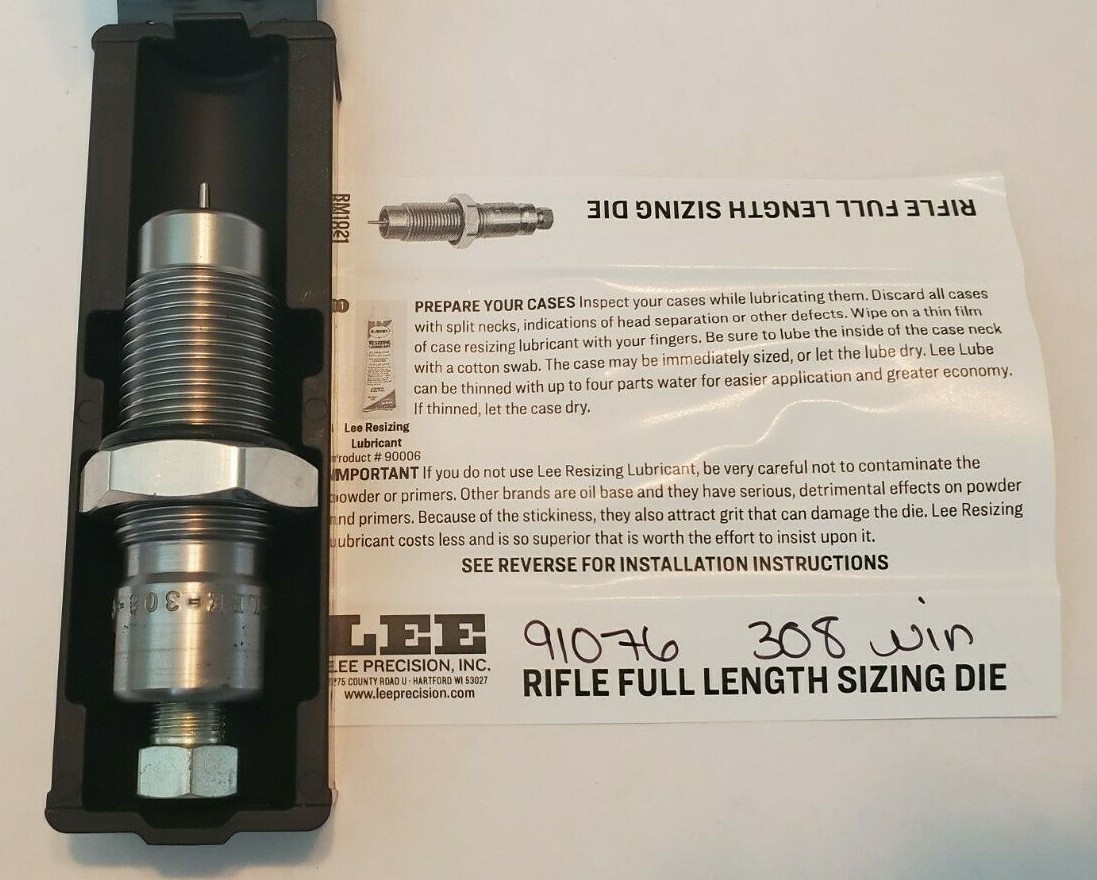 RIFLE FULL LENGTH SIZING DIE
PREPARE YOUR CASES Inspect your cases while lubricating them. Discard all cases
with split necks, indications of head separation or other defects. Wipe on a thin film
of case resizing lubricant with your fingers. Be sure to lube the inside of the case neck
with a cotton swab. The case may be immediately sized, or let the lube dry. Lee Lube
can be thinned with up to four parts water for easier application and greater economy.
If thinned, let the case dry.
Lee Resizing
Lubricant
roduct # 90006
IMPORTANT If you do not use Lee Resizing Lubricant, be very careful not to contaminate the
powder or primers. Other brands are oil base and they have serious, detrimental effects on powder
nd primers. Because of the stickiness, they also attract grit that can damage the die. Lee Resizing
ubricant costs less and is so superior that is worth the effort to insist upon it.
SEE REVERSE FOR INSTALLATION INSTRUCTIONS
LEE
LEE PRECISION, INC.
275 COUNTY ROAD U · HARTFORD WI 53027
www.leeprecision.com
91076 308 win
RIFLE FULL LENGTH SIZING DIE